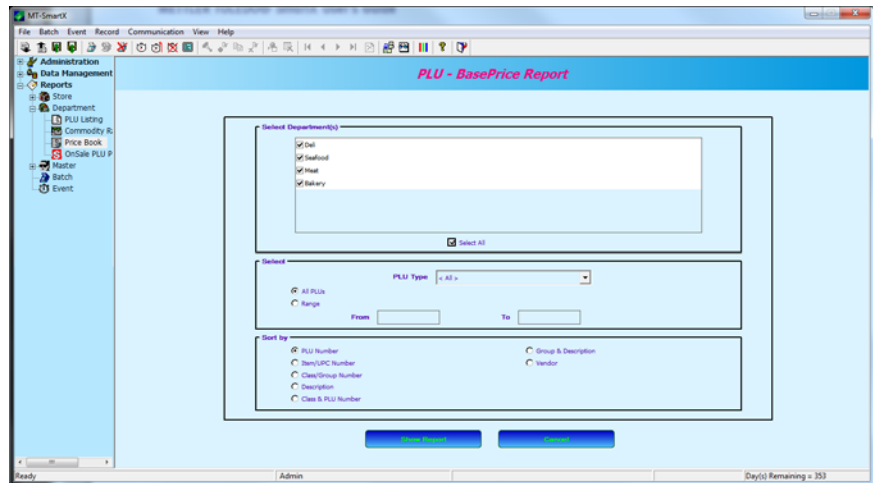 MT-SmartX
File Batch Event Record Communication View Help
Administration
Data Management
Reports
Store
Department
PLU Listing
Commodity R
Price Book
OnSale PLU P
Master
Batch
Event
PLU - BasePrice Report
Select Department(s)
Deli
Seafood
Meat
Bakery
Select All
Select
PLU Type < All >
All PLUs
Range
From To
Sort by
PLU Number Group & Description
Item/UPC Number Vendor
Class/Group Number
Description
Class & PLU Number
Show Report Cancel
Ready Admin Day(s) Remaining = 353